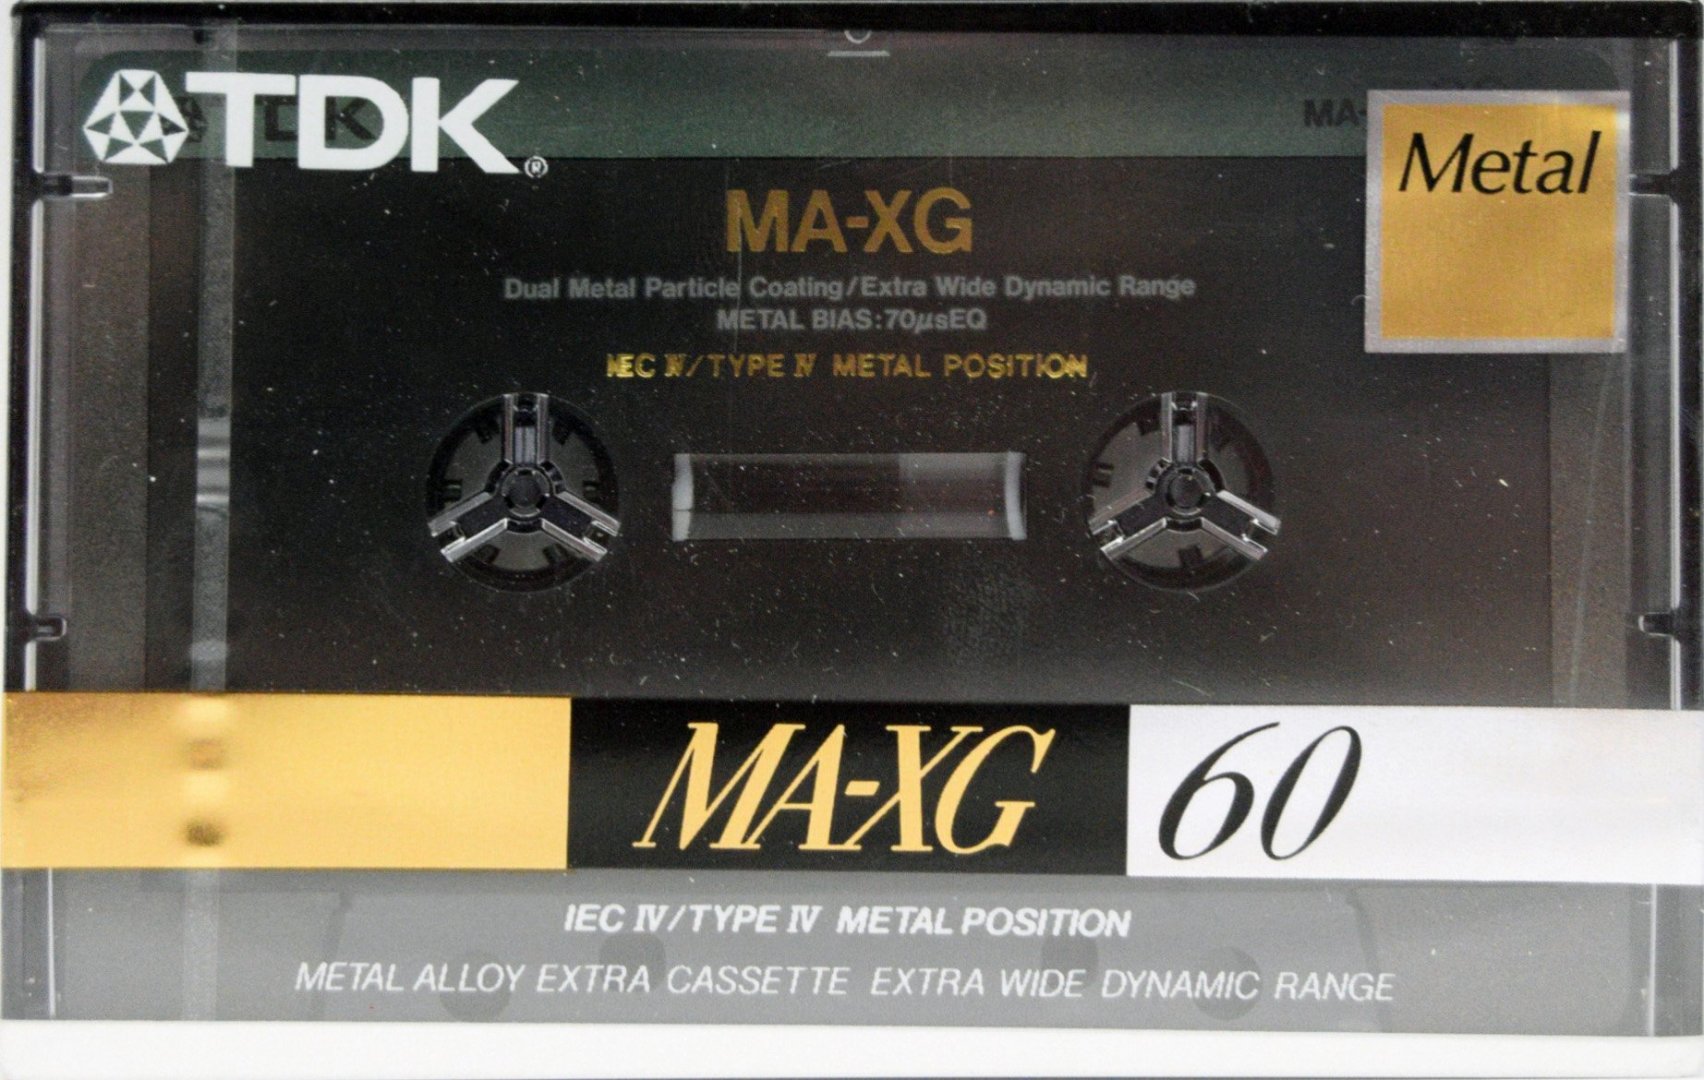 TDK®
Metal
MA-XG
Dual Metal Particle Coating/Extra Wide Dynamic Range
METAL BIAS:70μsEQ
IEC IV/TYPE IV METAL POSITION
MA-XG 60
IEC IV/TYPE IV METAL POSITION
METAL ALLOY EXTRA CASSETTE EXTRA WIDE DYNAMIC RANGE